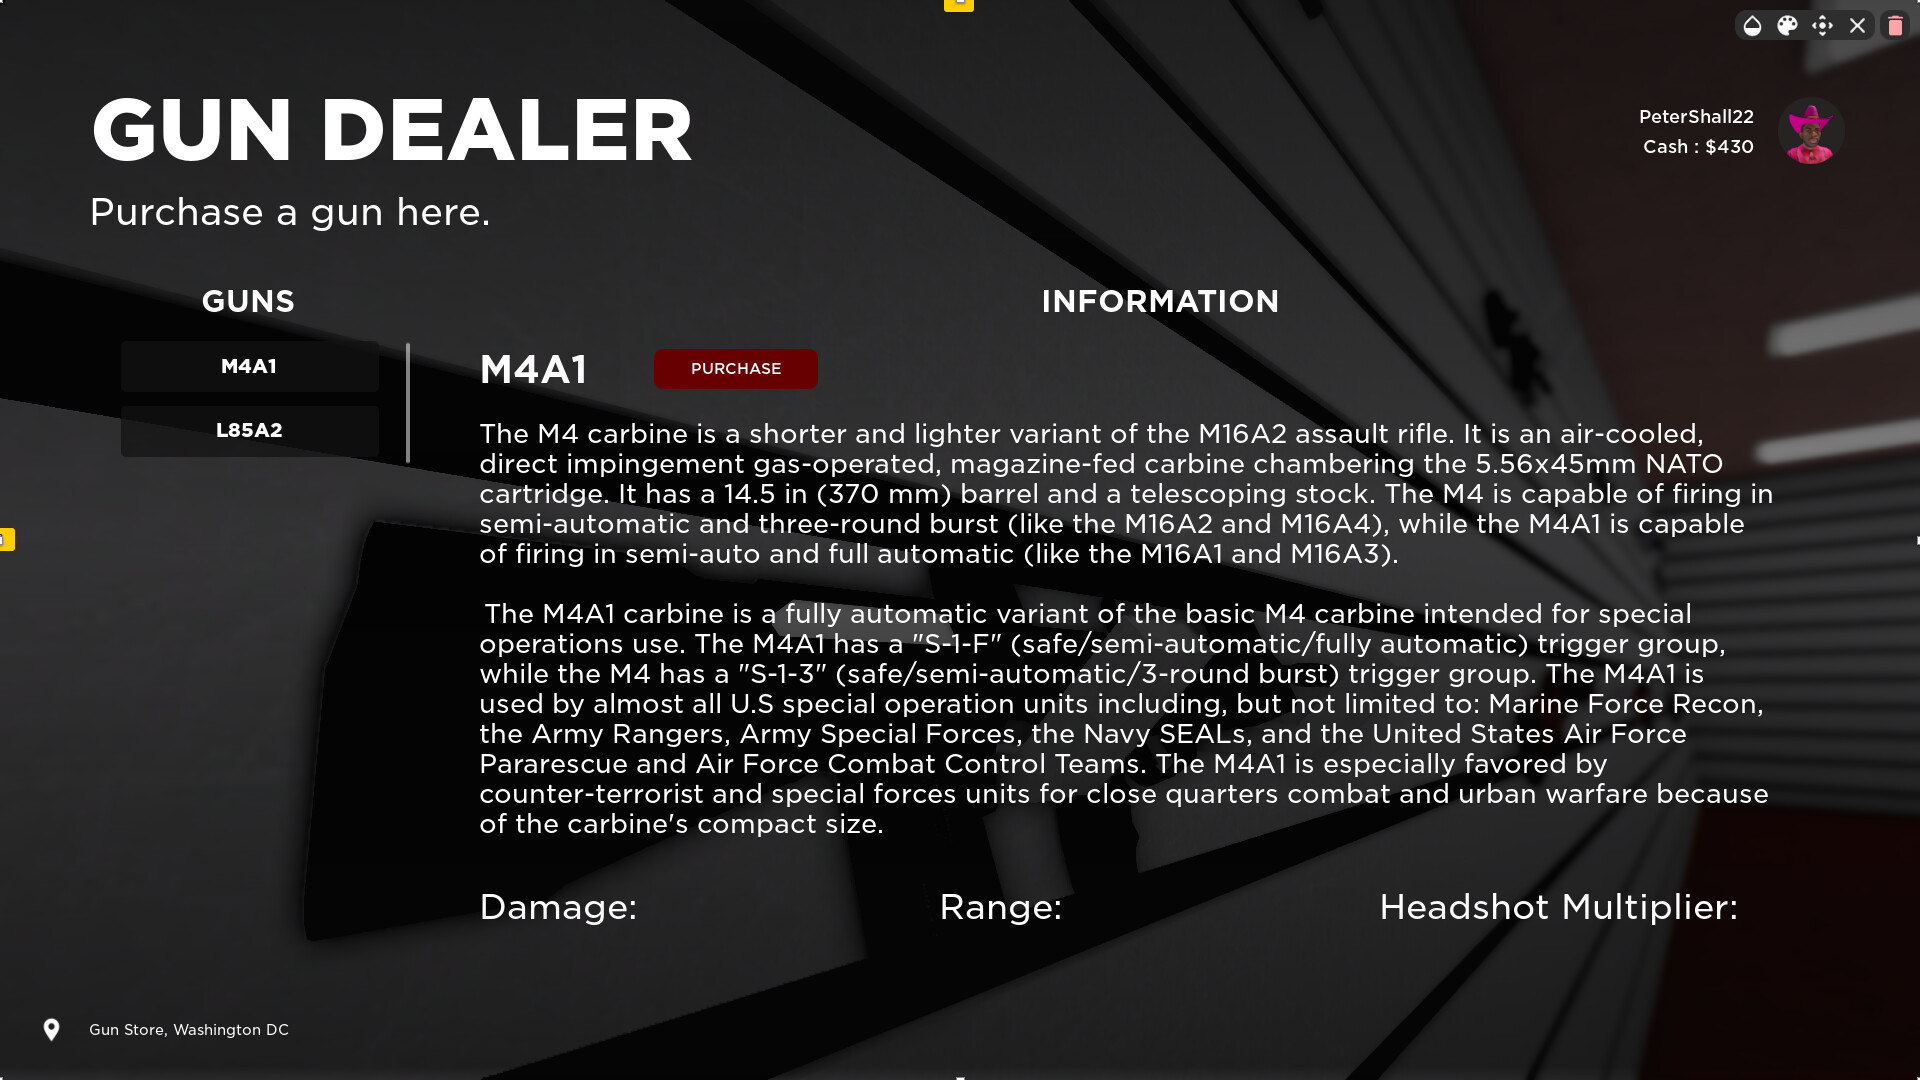 GUN DEALER
Purchase a gun here.
PeterShall22
Cash : $430
GUNS
M4A1
L85A2
INFORMATION
M4A1
PURCHASE
The M4 carbine is a shorter and lighter variant of the M16A2 assault rifle. It is an air-cooled,
direct impingement gas-operated, magazine-fed carbine chambering the 5.56x45mm NATO
cartridge. It has a 14.5 in (370 mm) barrel and a telescoping stock. The M4 is capable of firing in
semi-automatic and three-round burst (like the M16A2 and M16A4), while the M4A1 is capable
of firing in semi-auto and full automatic (like the M16A1 and M16A3).
The M4A1 carbine is a fully automatic variant of the basic M4 carbine intended for special
operations use. The M4A1 has a "S-1-F" (safe/semi-automatic/fully automatic) trigger group,
while the M4 has a "S-1-3" (safe/semi-automatic/3-round burst) trigger group. The M4A1 is
used by almost all U.S special operation units including, but not limited to: Marine Force Recon,
the Army Rangers, Army Special Forces, the Navy SEALs, and the United States Air Force
Pararescue and Air Force Combat Control Teams. The M4A1 is especially favored by
counter-terrorist and special forces units for close quarters combat and urban warfare because
of the carbine's compact size.
Damage:
Range:
Headshot Multiplier:
Gun Store, Washington DC